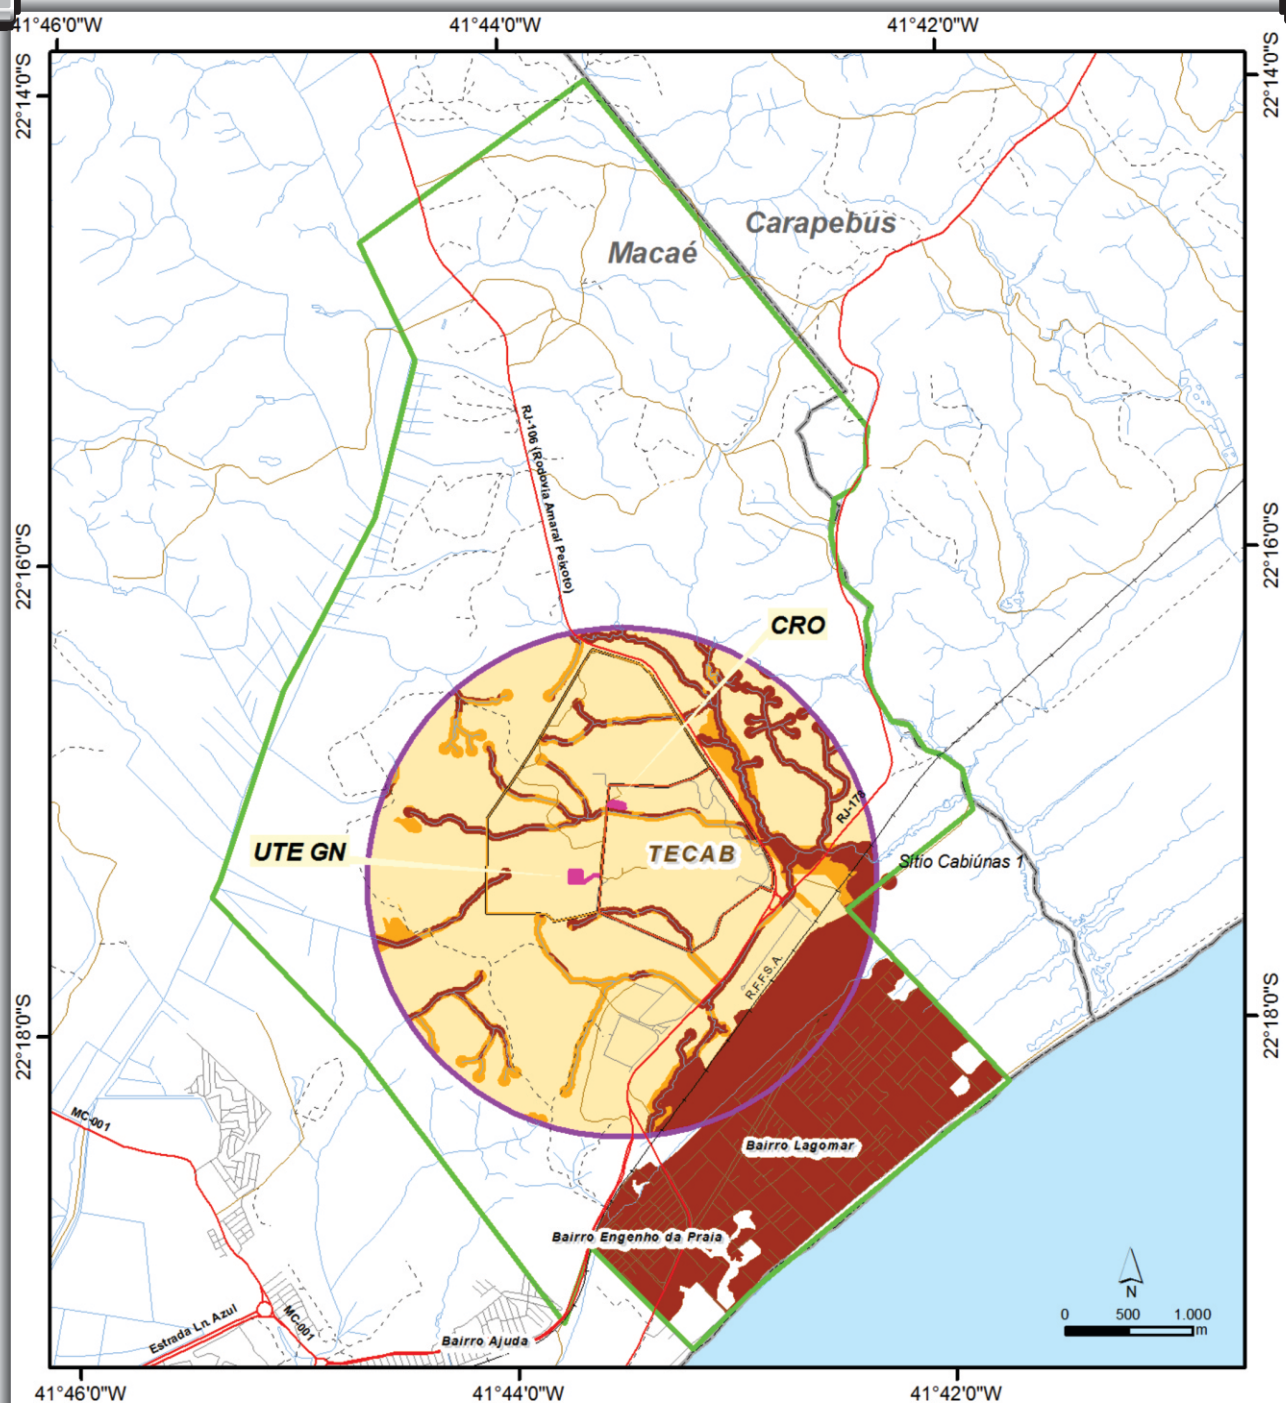 41°46'0"W
41°44'0"W
41°42'0"W
22°14'0"S
22°14'0"S
Carapebus
Macaé
RJ-106 (Rodovia Amaral Peixoto)
22°16'0"S
22°16'0"S
CRO
RJ-178
UTE GN
TECAB
Sítio Cabiúnas 1
R.F.F.S.A.
22°18'0"S
22°18'0"S
MC-001
Bairro Lagomar
Bairro Engenho da Praia
N
Estrada Ln. Azul
MC-001
Bairro Ajuda
0 500 1.000
m
41°46'0"W
41°44'0"W
41°42'0"W